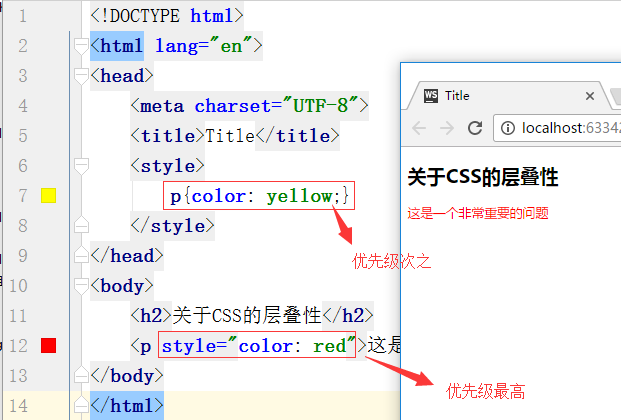 1 <!DOCTYPE html>
2 <html lang="en">
3 <head>
4 <meta charset="UTF-8">
5 <title>Title</title>
6 <style>
7 p{color: yellow;}
8 </style>
9 </head>
10 <body>
11 <h2>关于CSS的层叠性</h2>
12 <p style="color: red">这是
13 </body>
14 </html>
优先级次之
优先级最高
WS Title
localhost:6334
关于CSS的层叠性
这是一个非常重要的问题